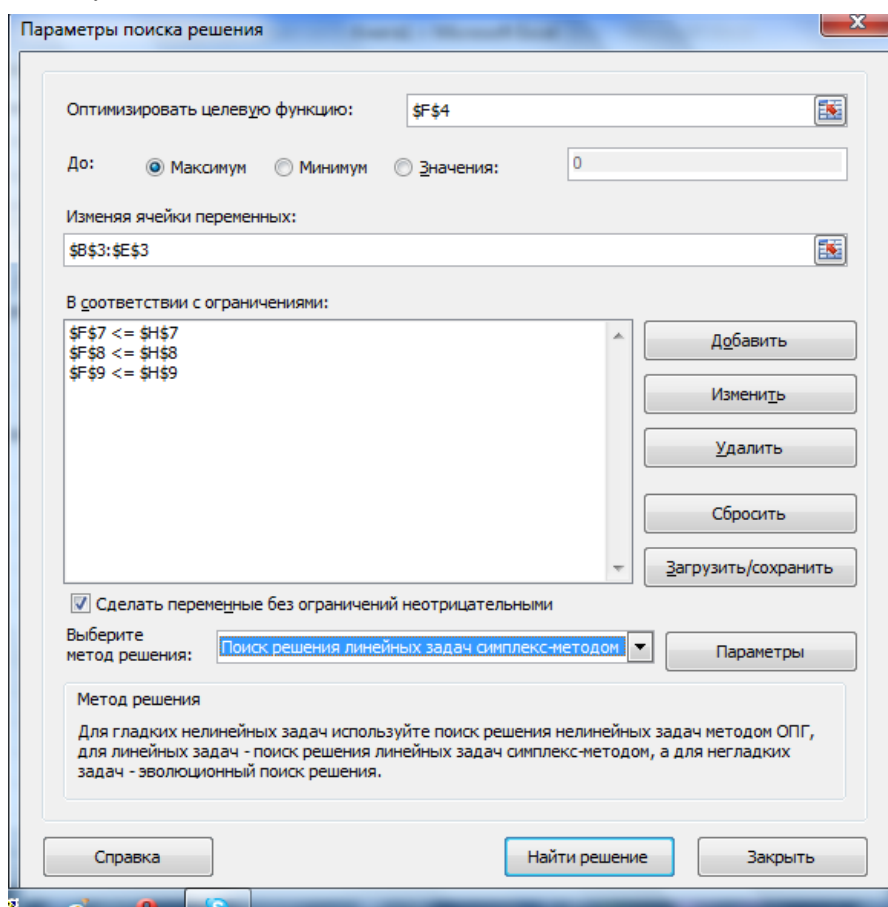 Параметры поиска решения
Оптимизировать целевую функцию: $F$4
До: Максимум Минимум Значения: 0
Изменяя ячейки переменных:
$B$3:$E$3
В соответствии с ограничениями:
$F$7 <= $H$7
$F$8 <= $H$8
$F$9 <= $H$9
Добавить
Изменить
Удалить
Сбросить
Загрузить/сохранить
Сделать переменные без ограничений неотрицательными
Выберите
метод решения:
Поиск решения линейных задач симплекс-методом
Параметры
Метод решения
Для гладких нелинейных задач используйте поиск решения нелинейных задач методом ОПГ,
для линейных задач - поиск решения линейных задач симплекс-методом, а для негладких
задач - эволюционный поиск решения.
Справка Найти решение Закрыть